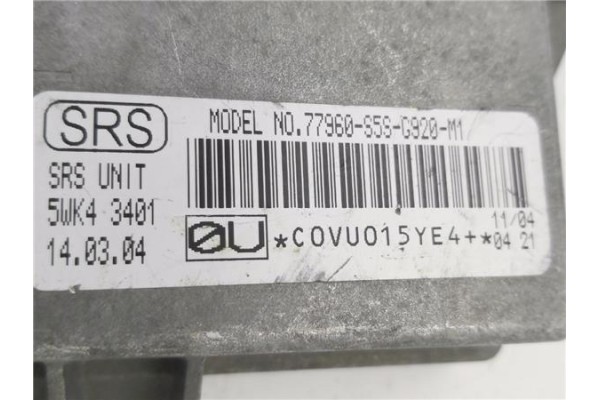 SRS
MODEL NO.77960-S5S-G920-M1
SRS UNIT
5WK4 3401
14.03.04
0U
*COVU015YE4+*
11/04
04 21